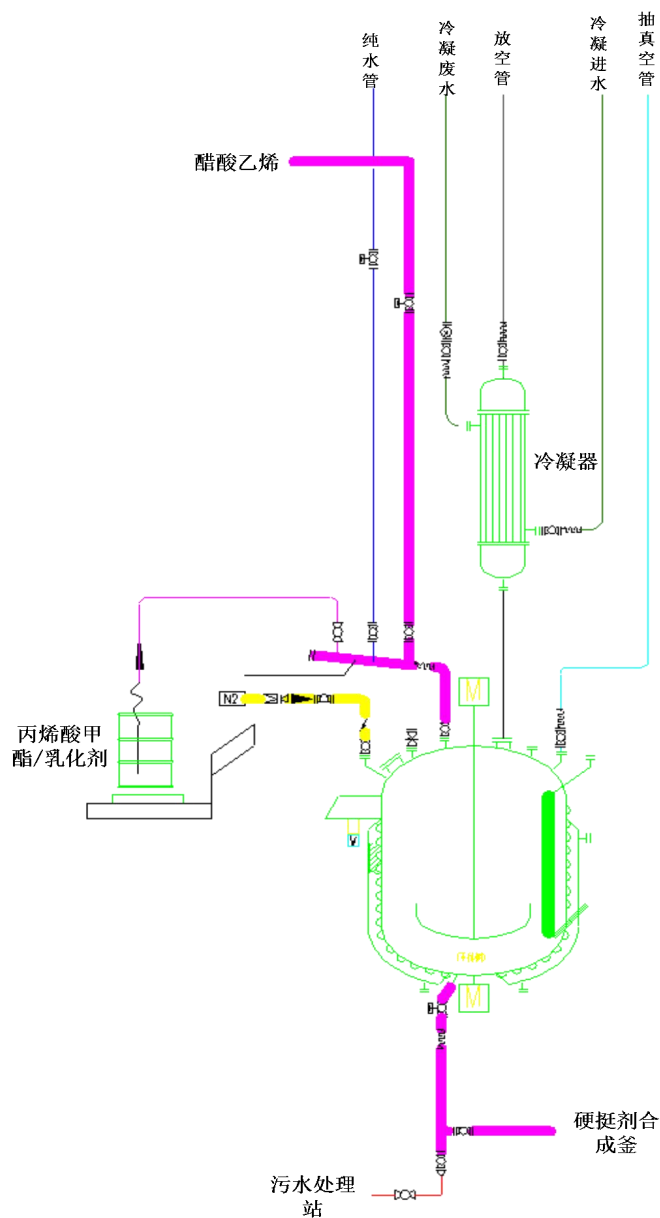 纯水管
冷凝废水
放空管
冷凝进水
抽真空管
醋酸乙烯
冷凝器
N2
M
丙烯酸甲
酯/乳化剂
M
硬挺剂合
成釜
污水处理
站